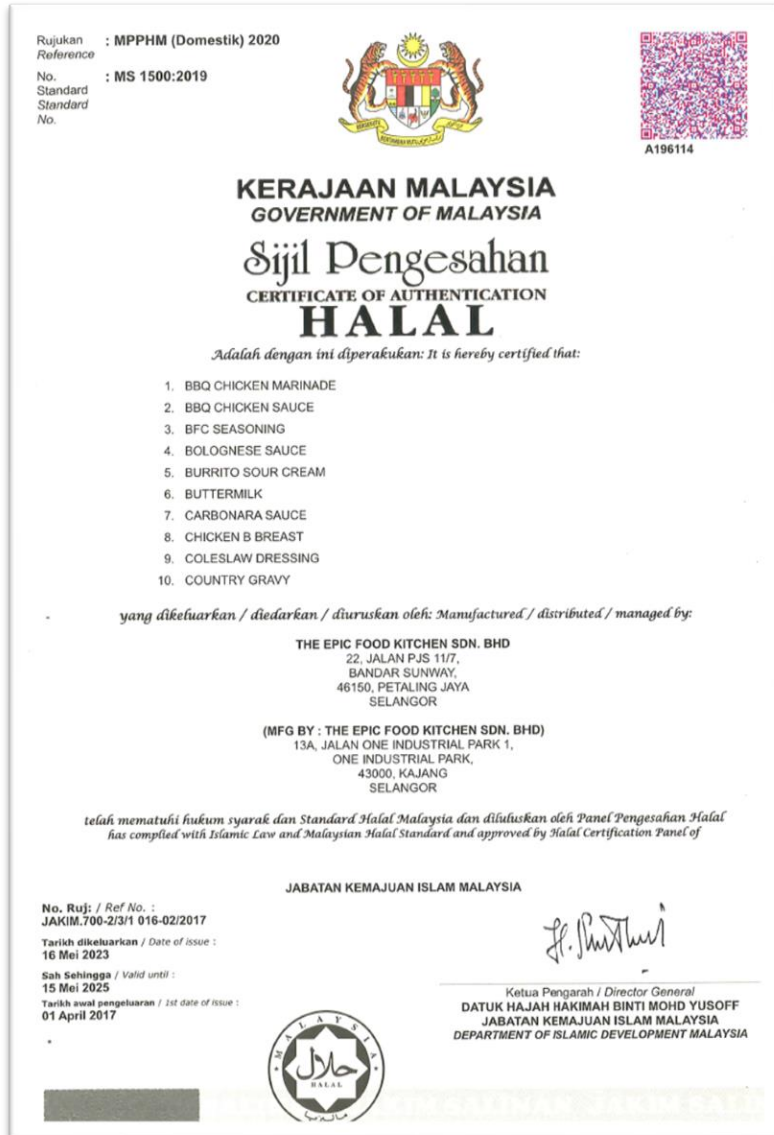 Rujukan : MPPHM (Domestik) 2020
Reference
No. : MS 1500:2019
Standard
Standard
No.
A196114
KERAJAAN MALAYSIA
GOVERNMENT OF MALAYSIA
Sijil Pengesahan
CERTIFICATE OF AUTHENTICATION
HALAL
Adalah dengan ini diperakukan: It is hereby certified that:
1. BBQ CHICKEN MARINADE
2. BBQ CHICKEN SAUCE
3. BFC SEASONING
4. BOLOGNESE SAUCE
5. BURRITO SOUR CREAM
6. BUTTERMILK
7. CARBONARA SAUCE
8. CHICKEN B BREAST
9. COLESLAW DRESSING
10. COUNTRY GRAVY
yang dikeluarkan / diedarkan / diuruskan oleh: Manufactured / distributed / managed by:
THE EPIC FOOD KITCHEN SDN. BHD
22, JALAN PJS 11/7,
BANDAR SUNWAY,
46150, PETALING JAYA
SELANGOR
(MFG BY : THE EPIC FOOD KITCHEN SDN. BHD)
13A, JALAN ONE INDUSTRIAL PARK 1,
ONE INDUSTRIAL PARK,
43000, KAJANG
SELANGOR
telah mematuhi hukum syarak dan Standard Halal Malaysia dan diluluskan oleh Panel Pengesahan Halal
has complied with Islamic Law and Malaysian Halal Standard and approved by Halal Certification Panel of
JABATAN KEMAJUAN ISLAM MALAYSIA
No. Ruj: / Ref No. :
JAKIM.700-2/3/1 016-02/2017
Tarikh dikeluarkan / Date of issue :
16 Mei 2023
Sah Sehingga / Valid until :
15 Mei 2025
Tarikh awal pengeluaran / 1st date of issue :
01 April 2017
Ketua Pengarah / Director General
DATUK HAJAH HAKIMAH BINTI MOHD YUSOFF
JABATAN KEMAJUAN ISLAM MALAYSIA
DEPARTMENT OF ISLAMIC DEVELOPMENT MALAYSIA
MALAYSIA
حلال
HALAL
مليسيا